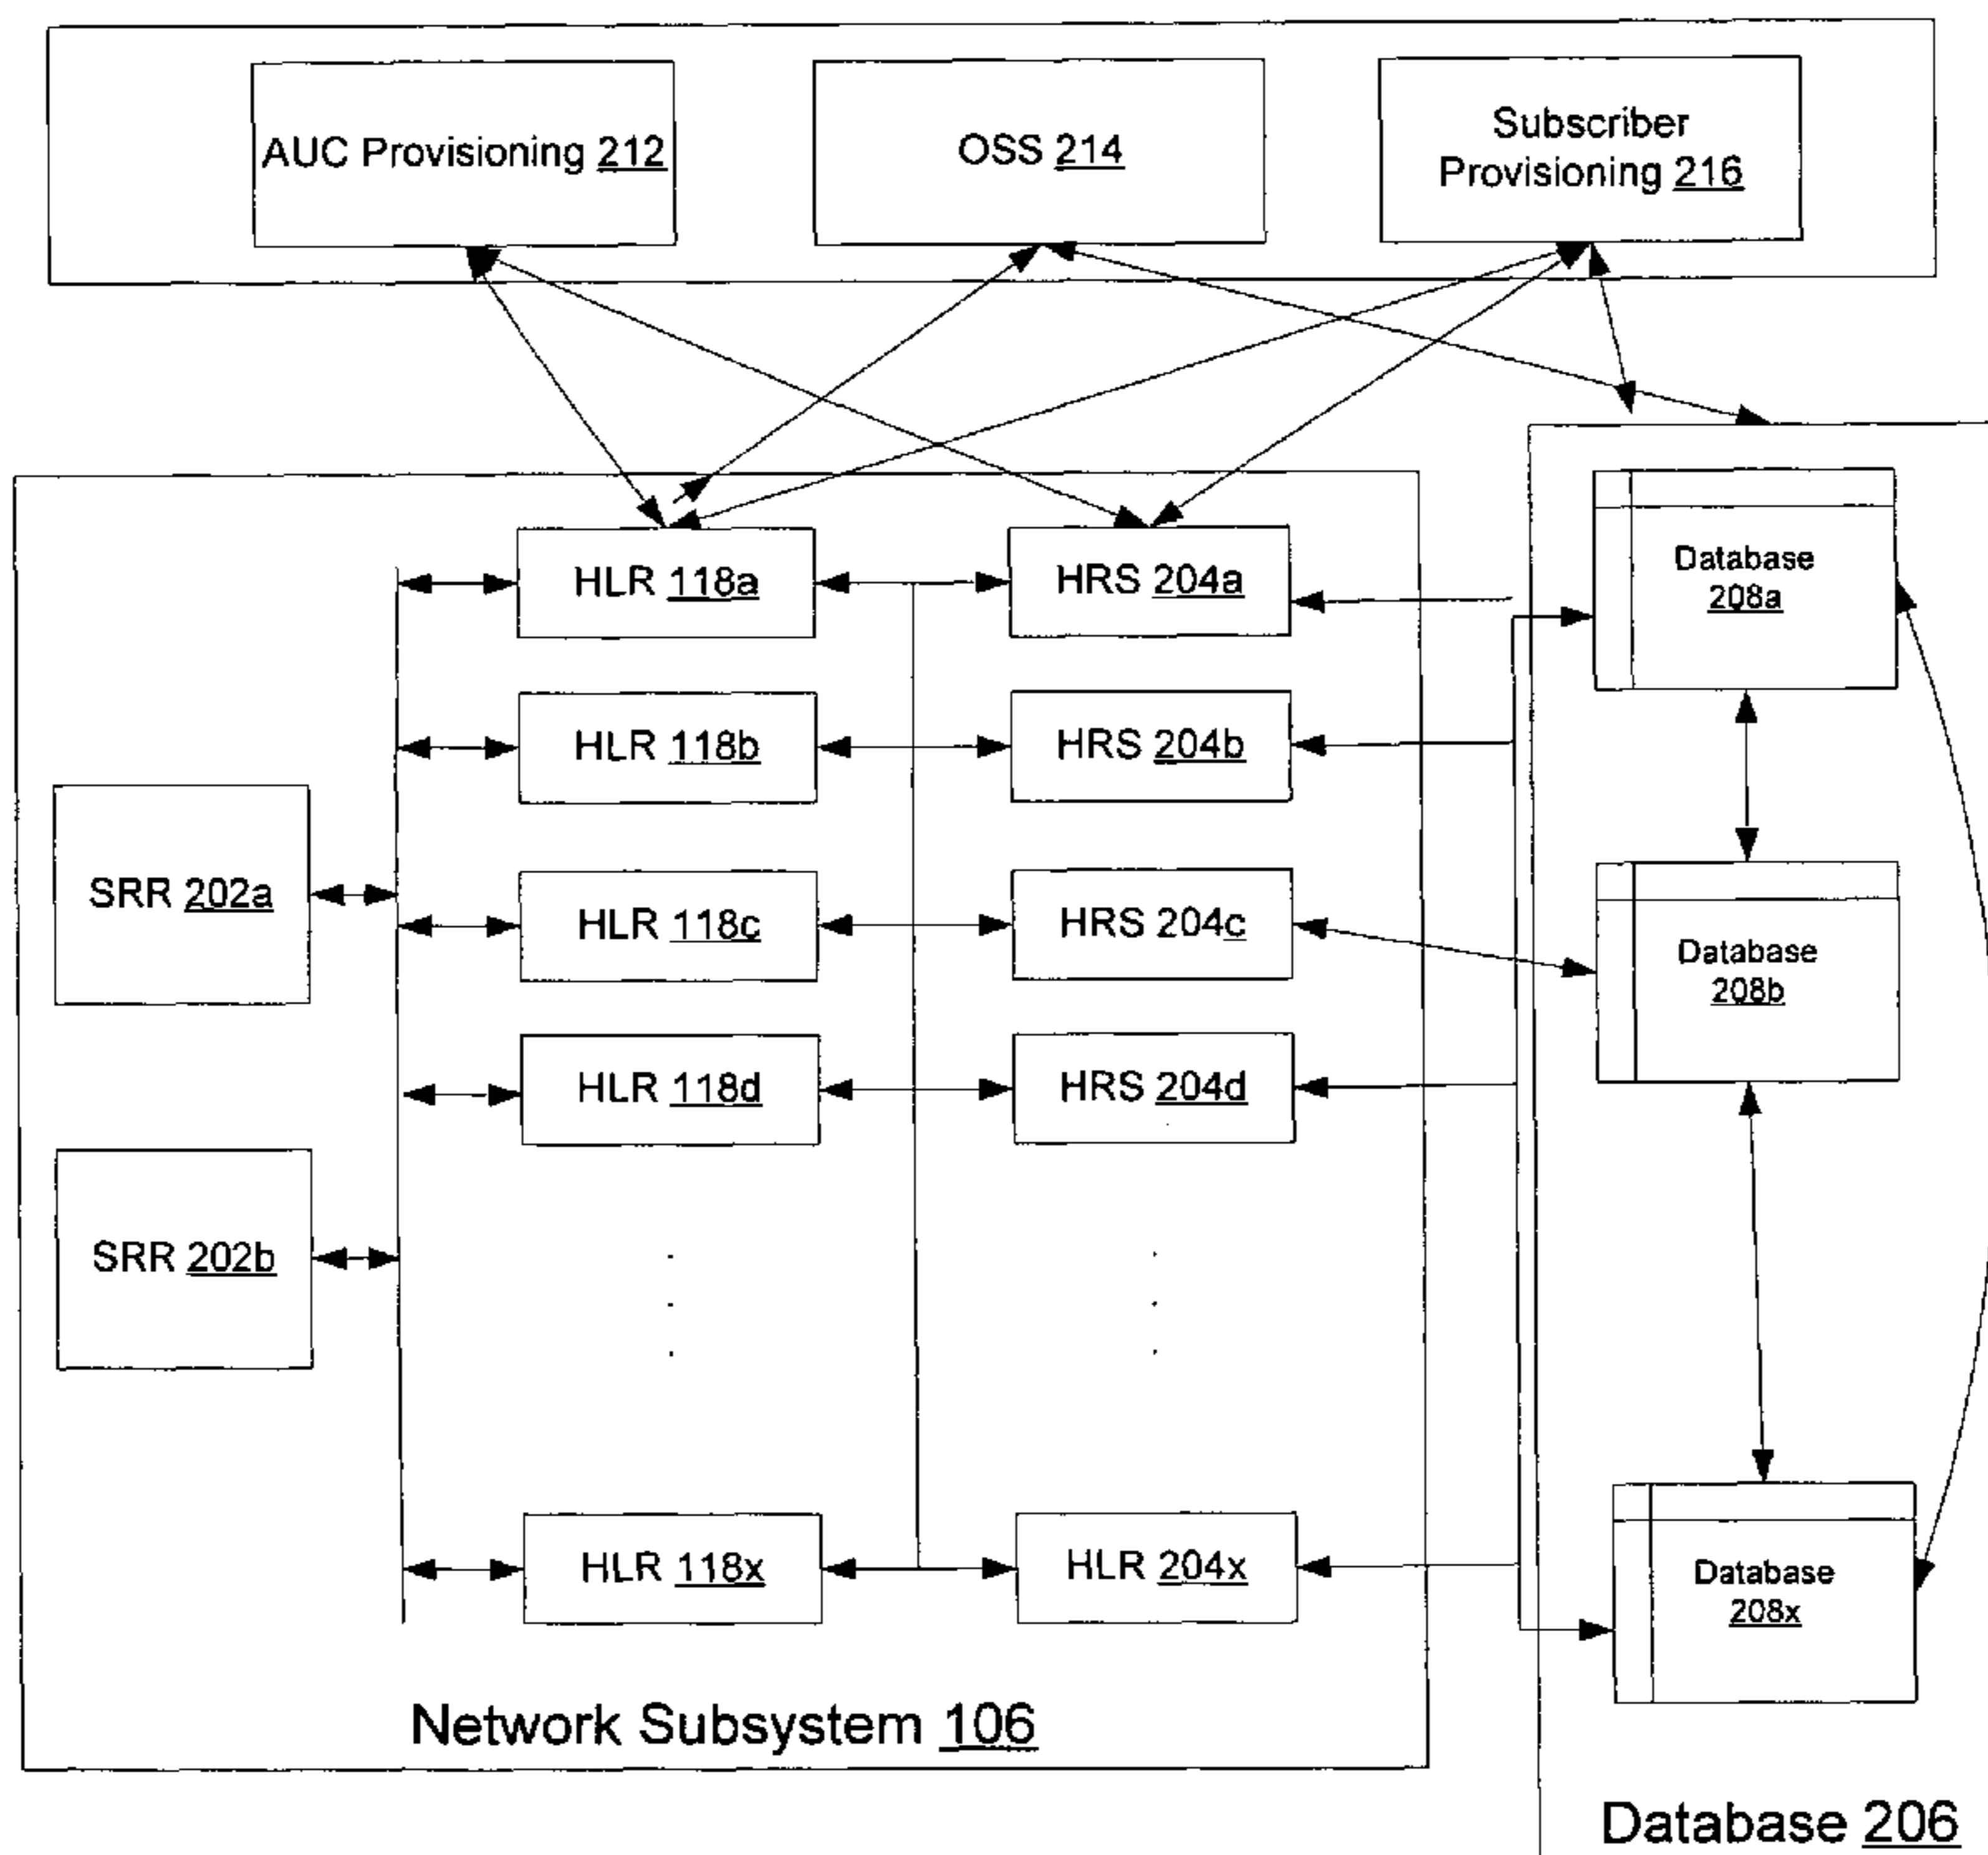 AUC Provisioning 212
OSS 214
Subscriber
Provisioning 216
HLR 118a
HRS 204a
Database
208a
HLR 118b
HRS 204b
SRR 202a
HLR 118c
HRS 204c
Database
208b
HLR 118d
HRS 204d
SRR 202b
HLR 118x
HLR 204x
Database
208x
Network Subsystem 106
Database 206